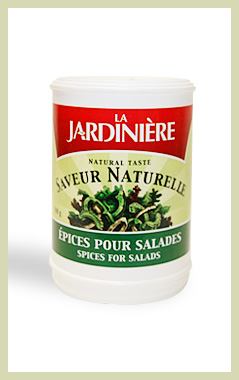 LA
JARDINIÈRE
NATURAL TASTE
SAVEUR NATURELLE
ÉPICES POUR SALADES
SPICES FOR SALADS